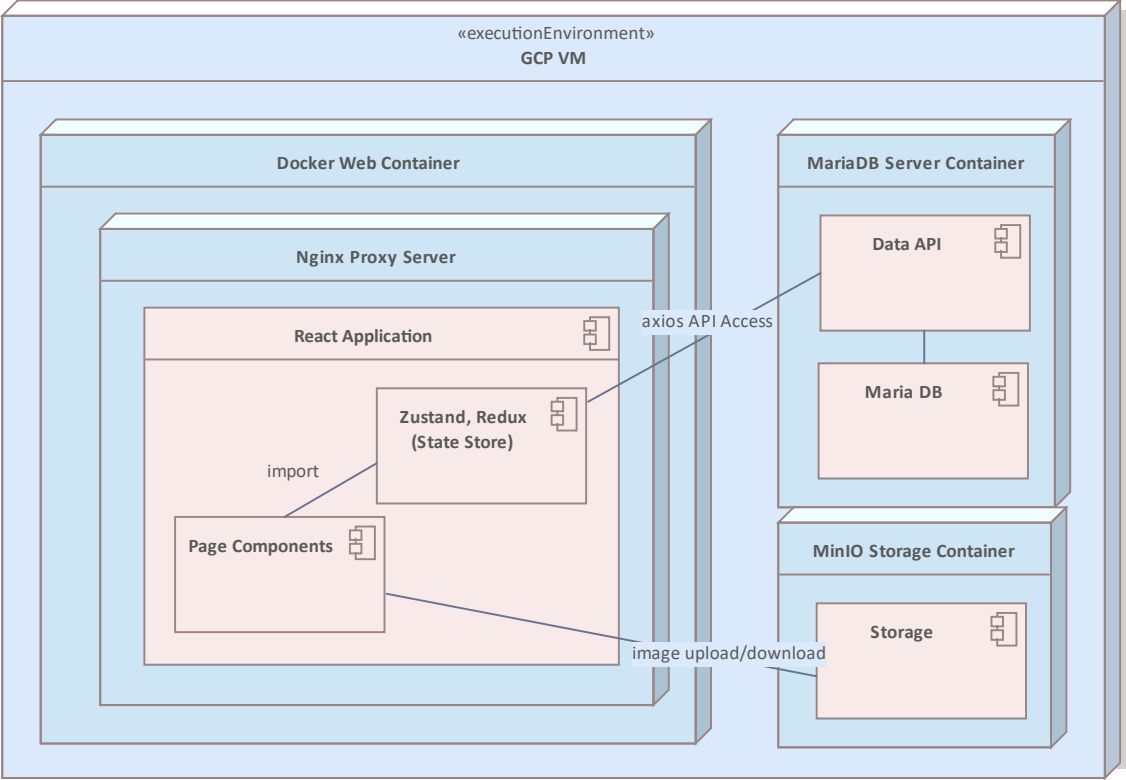 «executionEnvironment»
GCP VM
Docker Web Container
MariaDB Server Container
Nginx Proxy Server
Data API
React Application
axios API Access
Maria DB
Zustand, Redux
(State Store)
import
Page Components
MinIO Storage Container
Storage
image upload/download